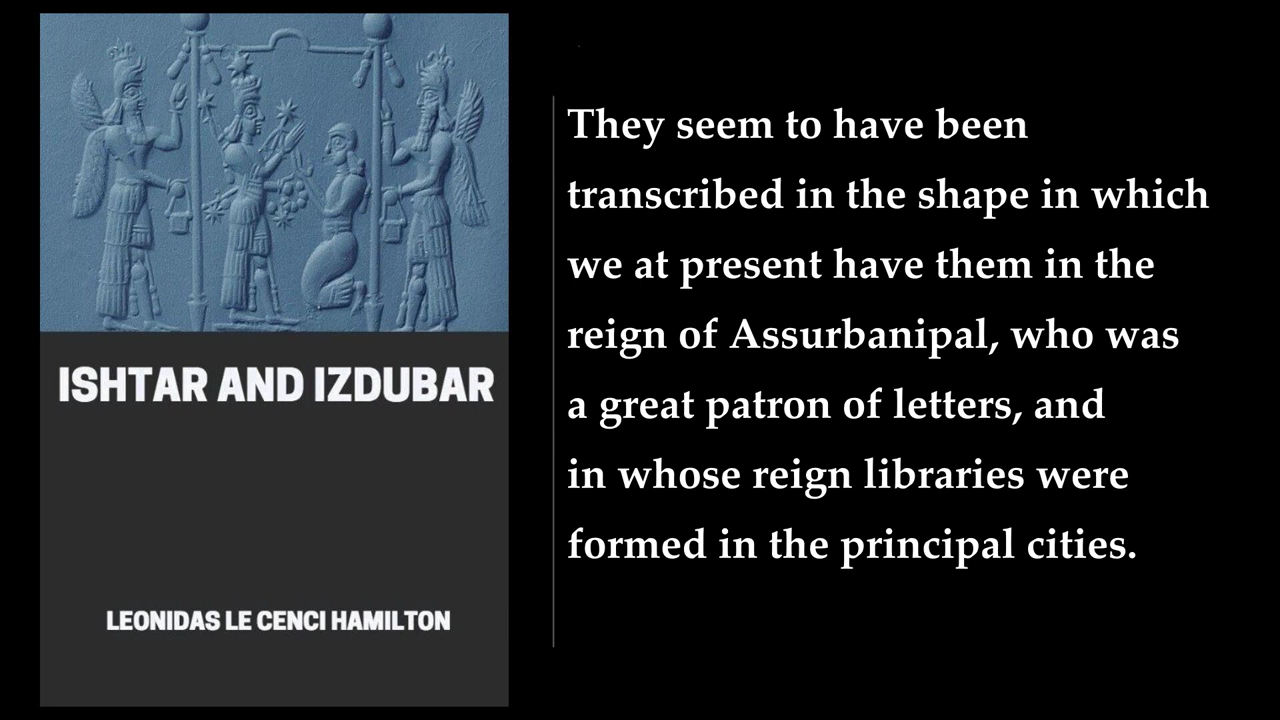 ISHTAR AND IZDUBAR
LEONIDAS LE CENCI HAMILTON
They seem to have been
transcribed in the shape in which
we at present have them in the
reign of Assurbanipal, who was
a great patron of letters, and
in whose reign libraries were
formed in the principal cities.